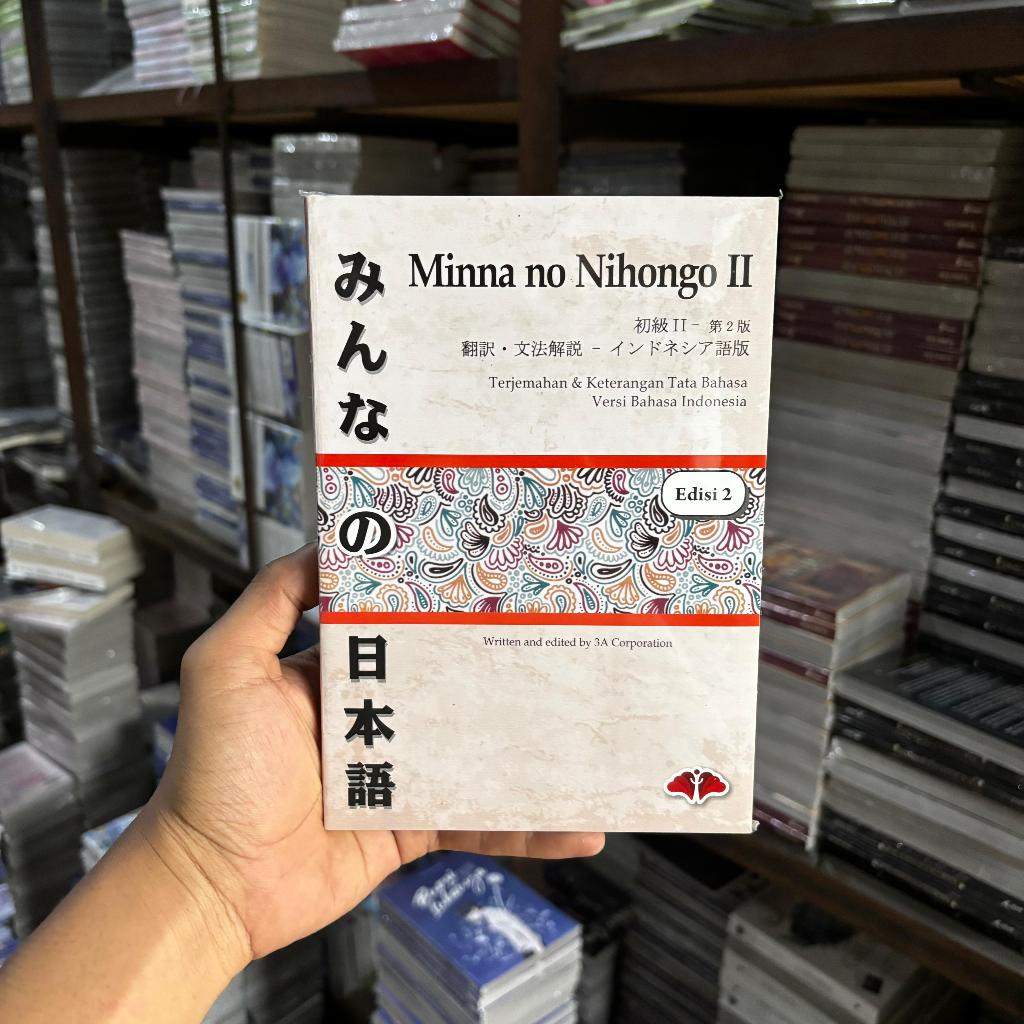 みんなの日本語
Minna no Nihongo II
初級 II - 第2版
翻訳・文法解説 - インドネシア語版
Terjemahan & Keterangan Tata Bahasa
Versi Bahasa Indonesia
Edisi 2
Written and edited by 3A Corporation